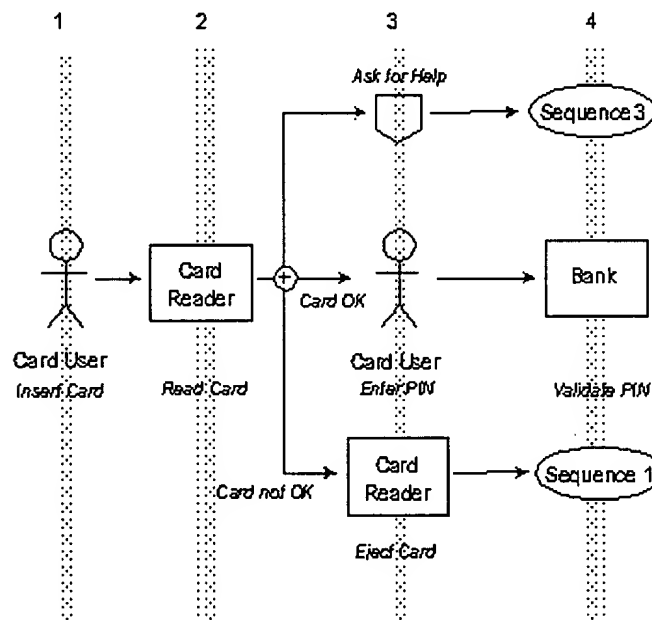 1 2 3 4
Ask for Help
Sequence 3
Card
Reader
+
Card OK
Bank
Card User
Insert Card
Read Card
Card User
Enter PIN
Validate PIN
Card not OK
Card
Reader
Sequence 1
Eject Card